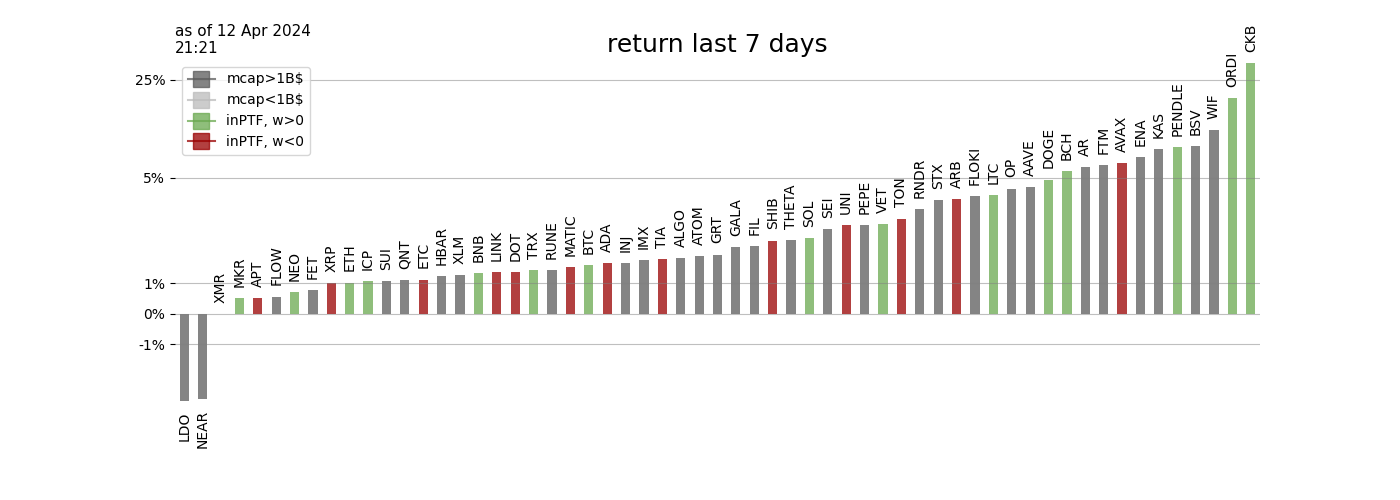 as of 12 Apr 2024
21:21
return last 7 days
mcap>1B$
mcap<1B$
inPTF, w>0
inPTF, w<0
25%
5%
1%
0%
-1%
LDO
NEAR
XMR
MKR
APT
FLOW
NEO
FET
XRP
ETH
ICP
SUI
QNT
ETC
HBAR
XLM
BNB
LINK
DOT
TRX
RUNE
MATIC
BTC
ADA
INJ
IMX
TIA
ALGO
ATOM
GRT
GALA
FIL
SHIB
THETA
SOL
SEI
UNI
PEPE
VET
TON
RNDR
STX
ARB
FLOKI
LTC
OP
AAVE
DOGE
BCH
AR
FTM
AVAX
ENA
KAS
PENDLE
BSV
WIF
ORDI
CKB